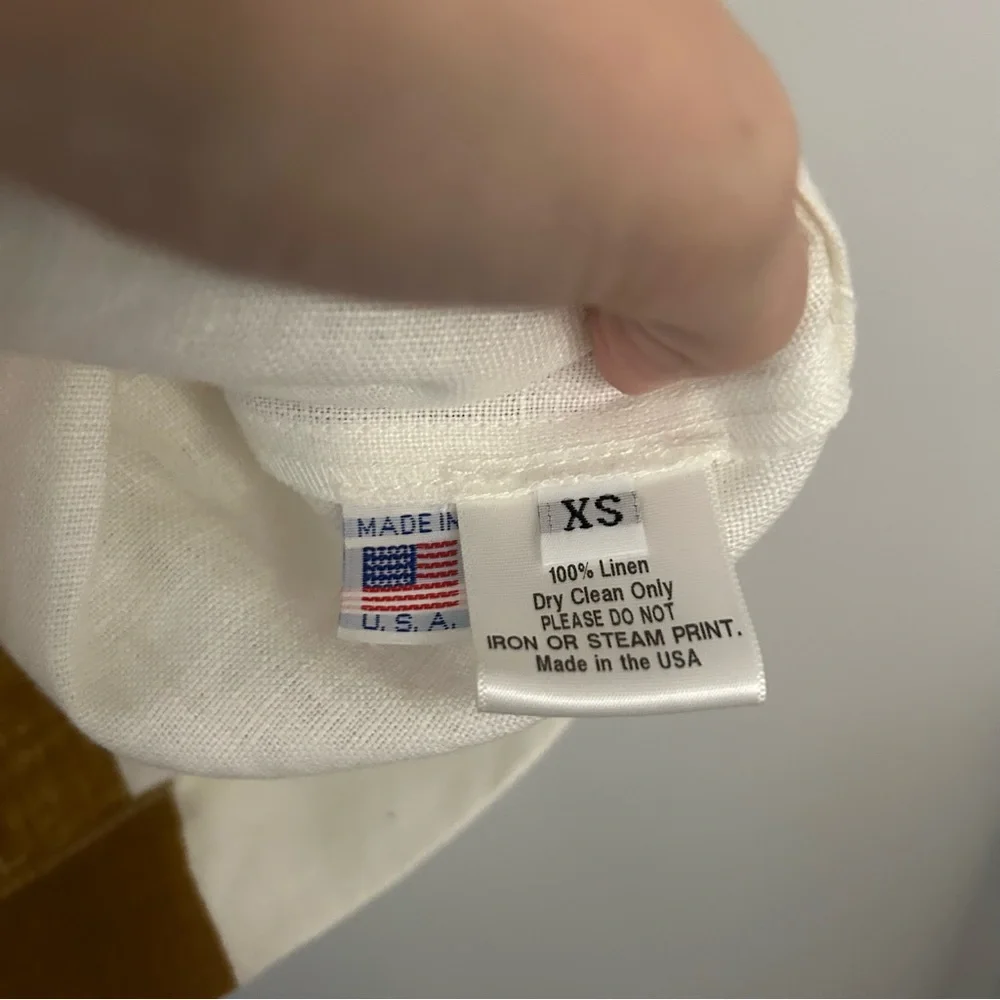 MADE IN
U.S.A.
XS
100% Linen
Dry Clean Only
PLEASE DO NOT
IRON OR STEAM PRINT.
Made in the USA